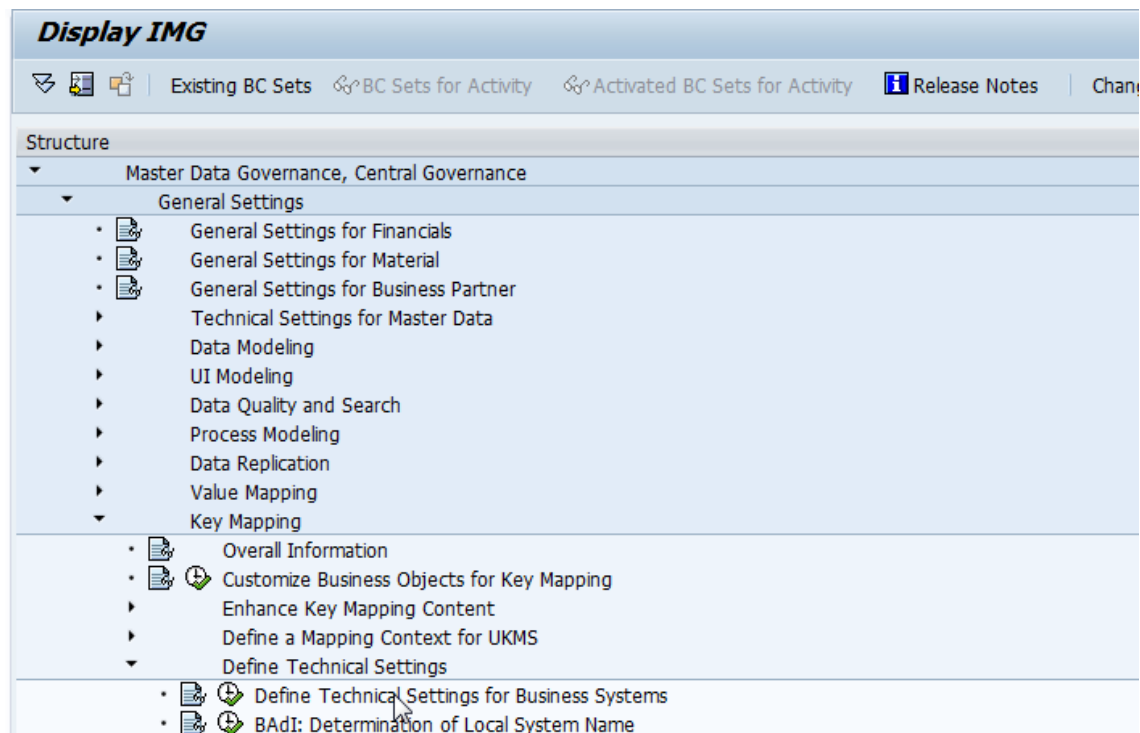 Display IMG
Existing BC Sets BC Sets for Activity Activated BC Sets for Activity Release Notes Chang
Structure
Master Data Governance, Central Governance
General Settings
General Settings for Financials
General Settings for Material
General Settings for Business Partner
Technical Settings for Master Data
Data Modeling
UI Modeling
Data Quality and Search
Process Modeling
Data Replication
Value Mapping
Key Mapping
Overall Information
Customize Business Objects for Key Mapping
Enhance Key Mapping Content
Define a Mapping Context for UKMS
Define Technical Settings
Define Technical Settings for Business Systems
BAdI: Determination of Local System Name